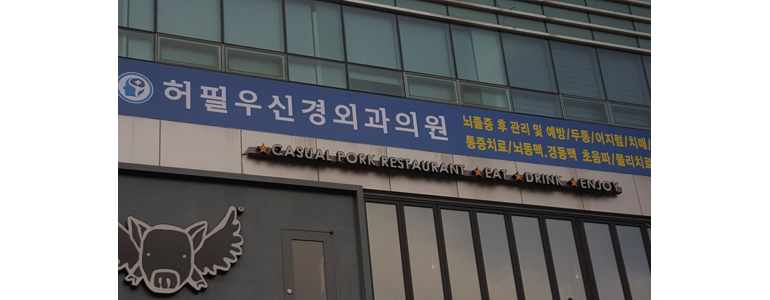 허필우신경외과의원
뇌졸증 후 관리 및 예방/두통/어지럼/치매/
통증치료/뇌동맥.경동맥 초음파/물리치료
★CASUAL PORK RESTAURANT ★EAT ★DRINK ★ENJOY